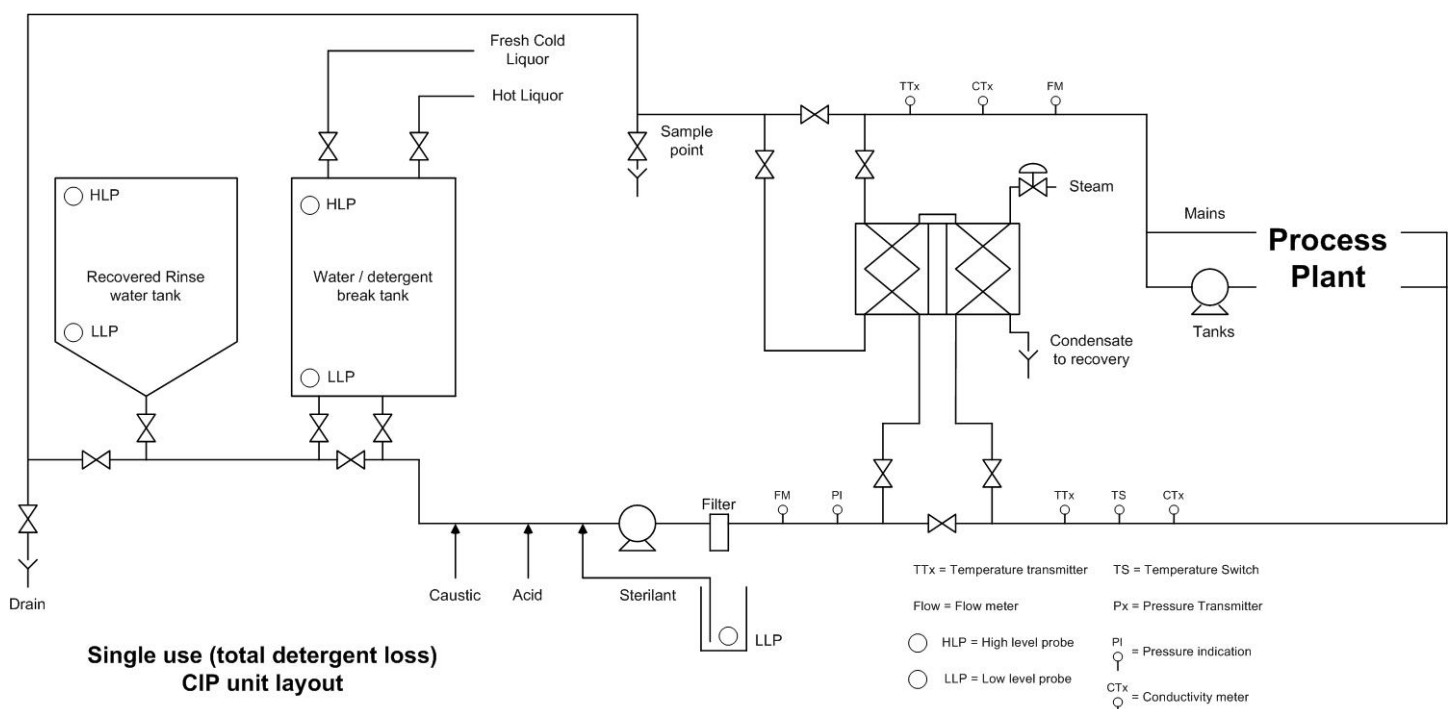 Fresh Cold
Liquor
Hot Liquor
Sample
point
TTx
CTx
FM
Steam
Mains
Process
Plant
Tanks
HLP
Recovered Rinse
water tank
LLP
HLP
Water / detergent
break tank
LLP
Condensate
to recovery
Drain
Caustic
Acid
Sterilant
LLP
Filter
FM
PI
TTx
TS
CTx
Single use (total detergent loss)
CIP unit layout
TTx = Temperature transmitter
TS = Temperature Switch
Flow = Flow meter
Px = Pressure Transmitter
HLP = High level probe
PI
= Pressure indication
LLP = Low level probe
CTx
= Conductivity meter